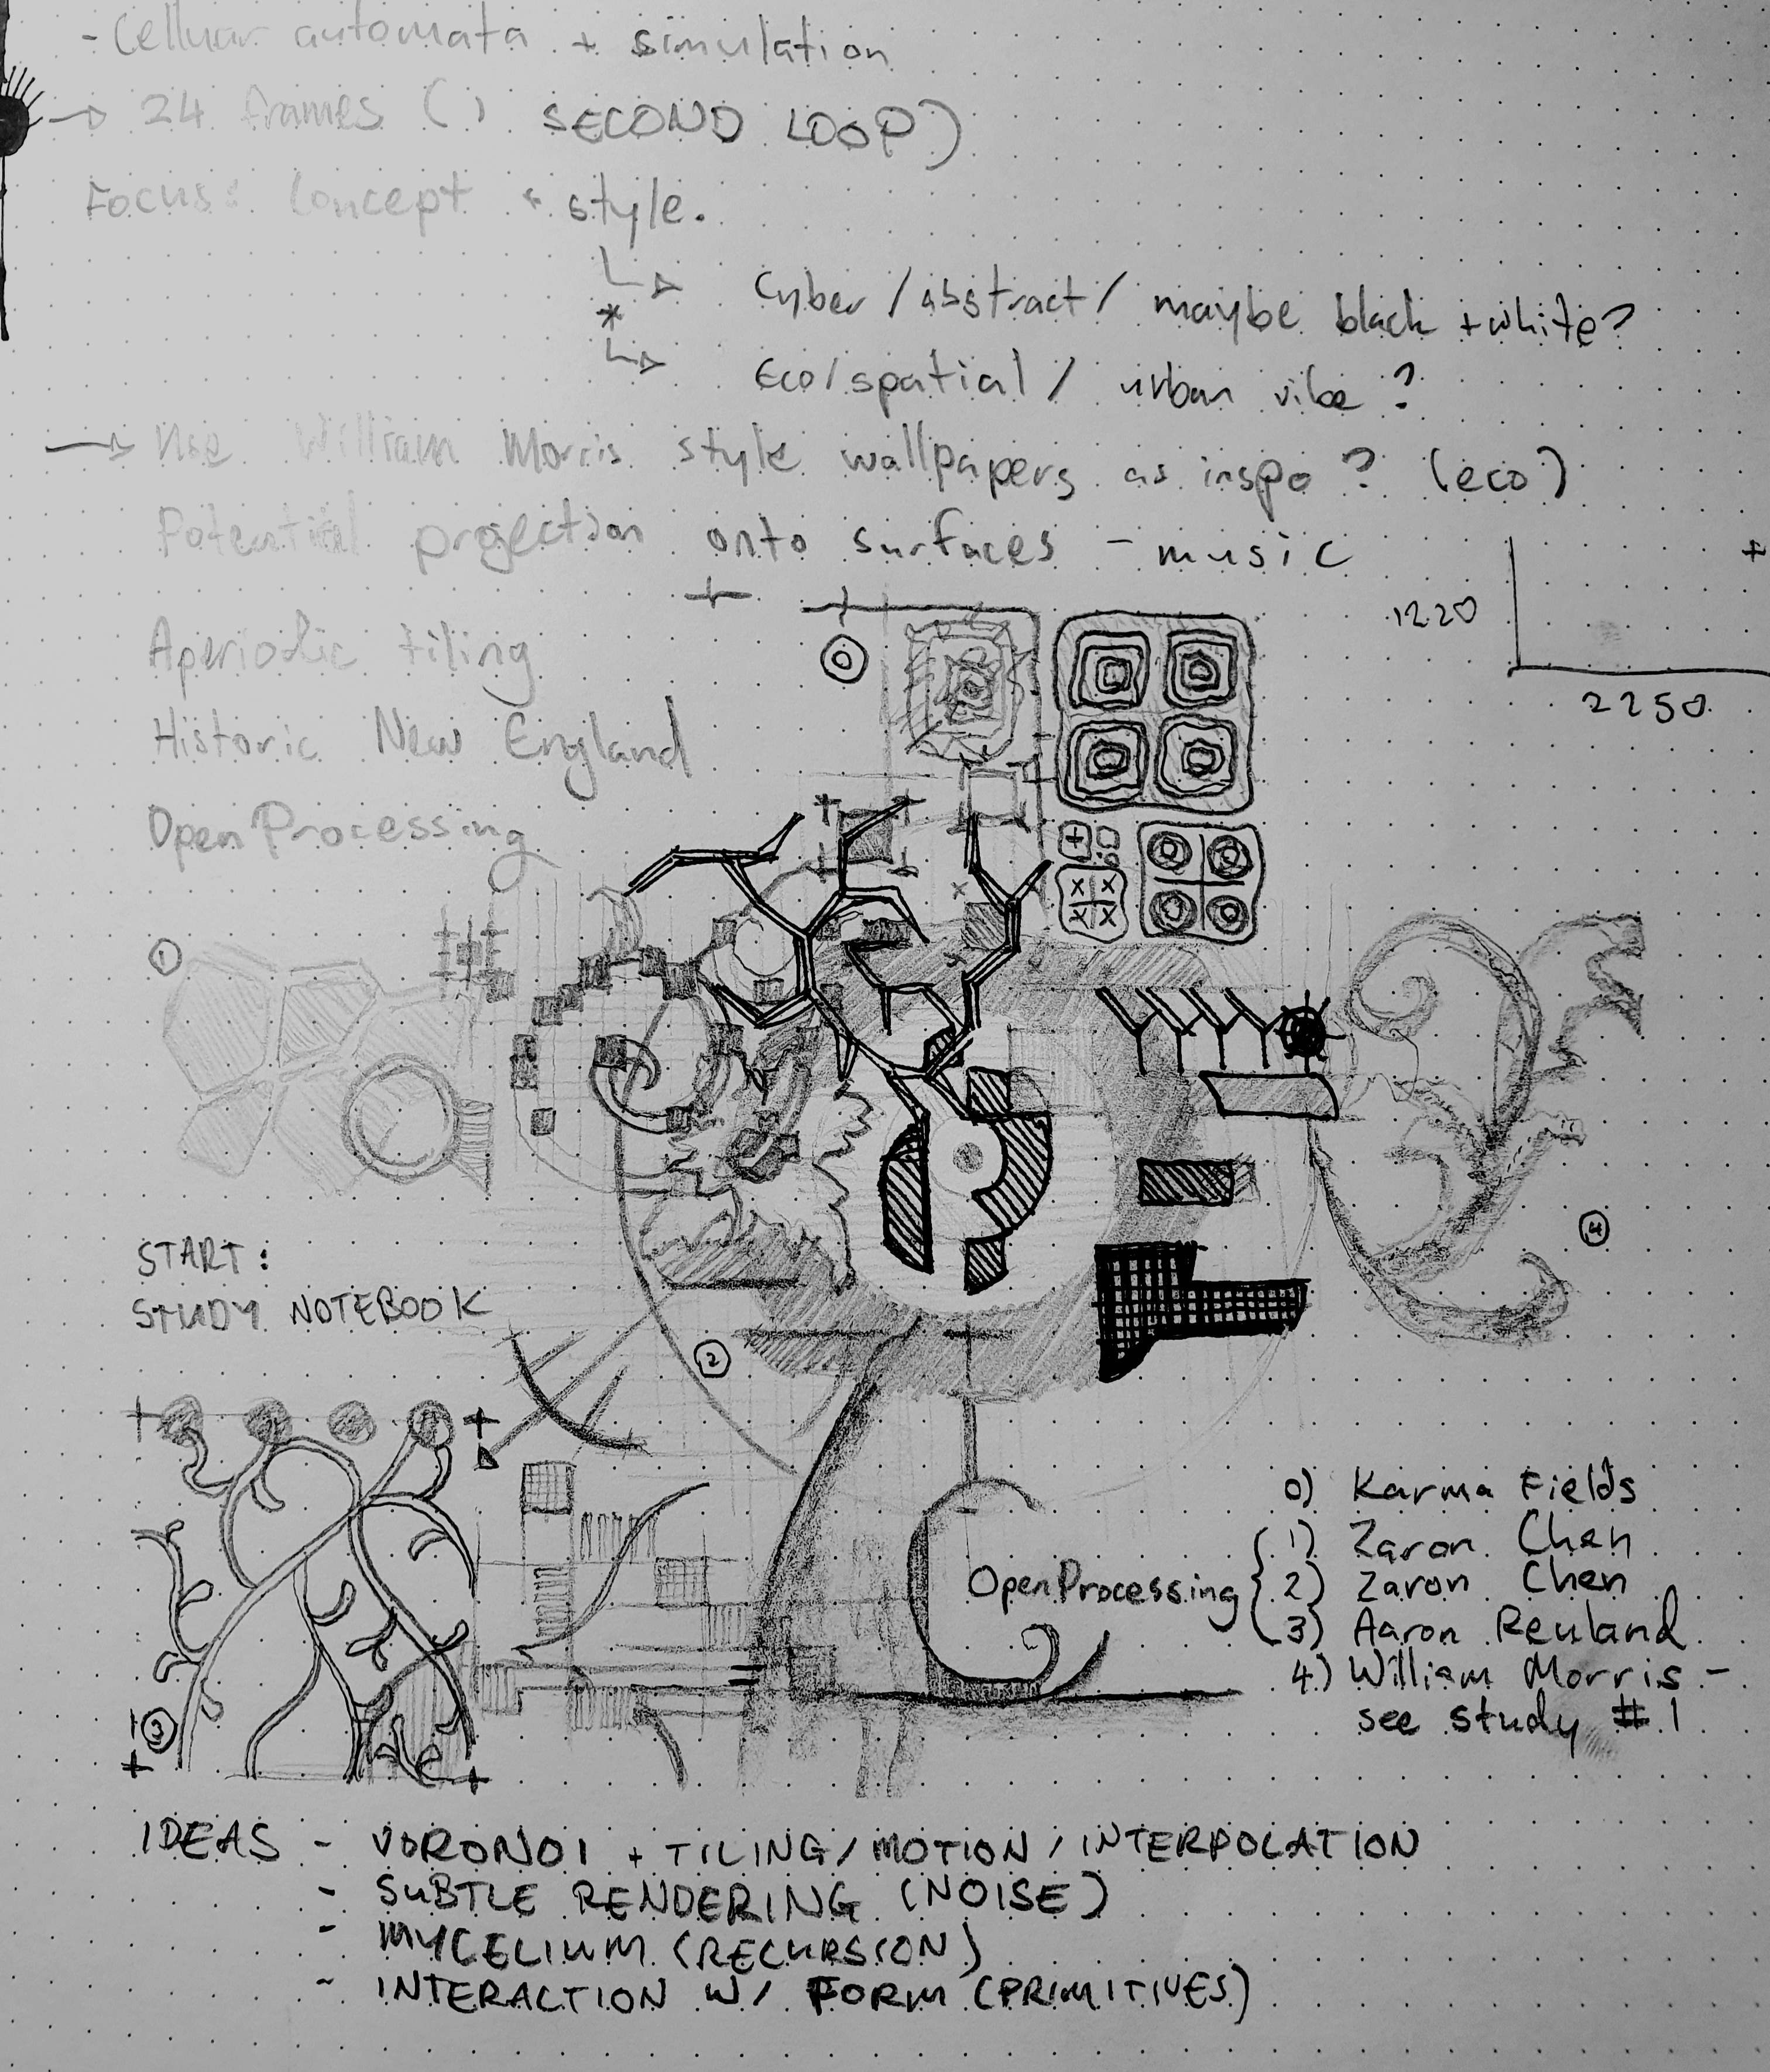 - Celluar automata + simulation
→ 24 frames (1 SECOND LOOP)
Focus: Concept + style.
Cyber / abstract / maybe black + white?
*
Eco / spatial / urban vibe?
→ Use William Morris style wallpapers as inspo? (eco)
Potential projection onto surfaces - music
1220
2250
Aperiodic tiling
Historic New England
OpenProcessing
0
1
START:
STUDY NOTEBOOK
4
2
3
0) Karma Fields
OpenProcessing { 1) Zaron Chen
2) Zaron Chen
3) Aaron Reuland
4) William Morris -
see study #1
IDEAS - VORONOI + TILING / MOTION / INTERPOLATION
- SUBTLE RENDERING (NOISE)
- MYCELIUM (RECURSION)
- INTERACTION W/ FORM (PRIMITIVES)